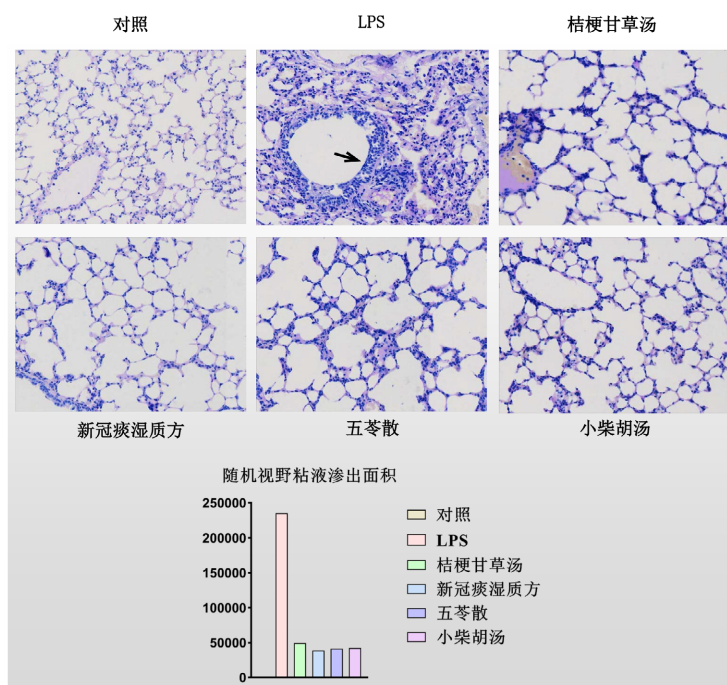 对照
LPS
桔梗甘草汤
新冠痰湿质方
五苓散
小柴胡汤
随机视野粘液渗出面积
250000
200000
150000
100000
50000
0
对照
LPS
桔梗甘草汤
新冠痰湿质方
五苓散
小柴胡汤